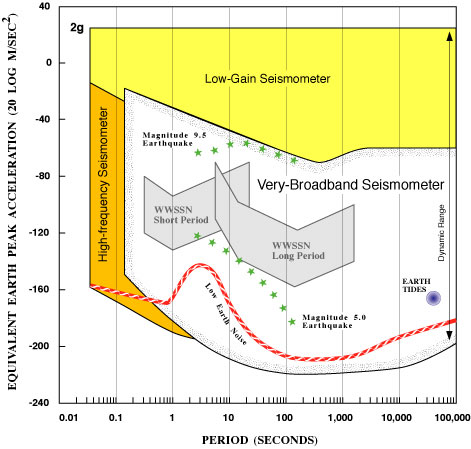 EQUIVALENT EARTH PEAK ACCELERATION (20 LOG M/SEC²)
40
0
-40
-80
-120
-160
-200
-240
2g
Low-Gain Seismometer
High-frequency Seismometer
Magnitude 9.5
Earthquake
Very-Broadband Seismometer
WWSSN
Short Period
WWSSN
Long Period
Dynamic Range
EARTH
TIDES
Low Earth Noise
Magnitude 5.0
Earthquake
0.01
0.1
1
10
100
1,000
10,000
100,000
PERIOD (SECONDS)